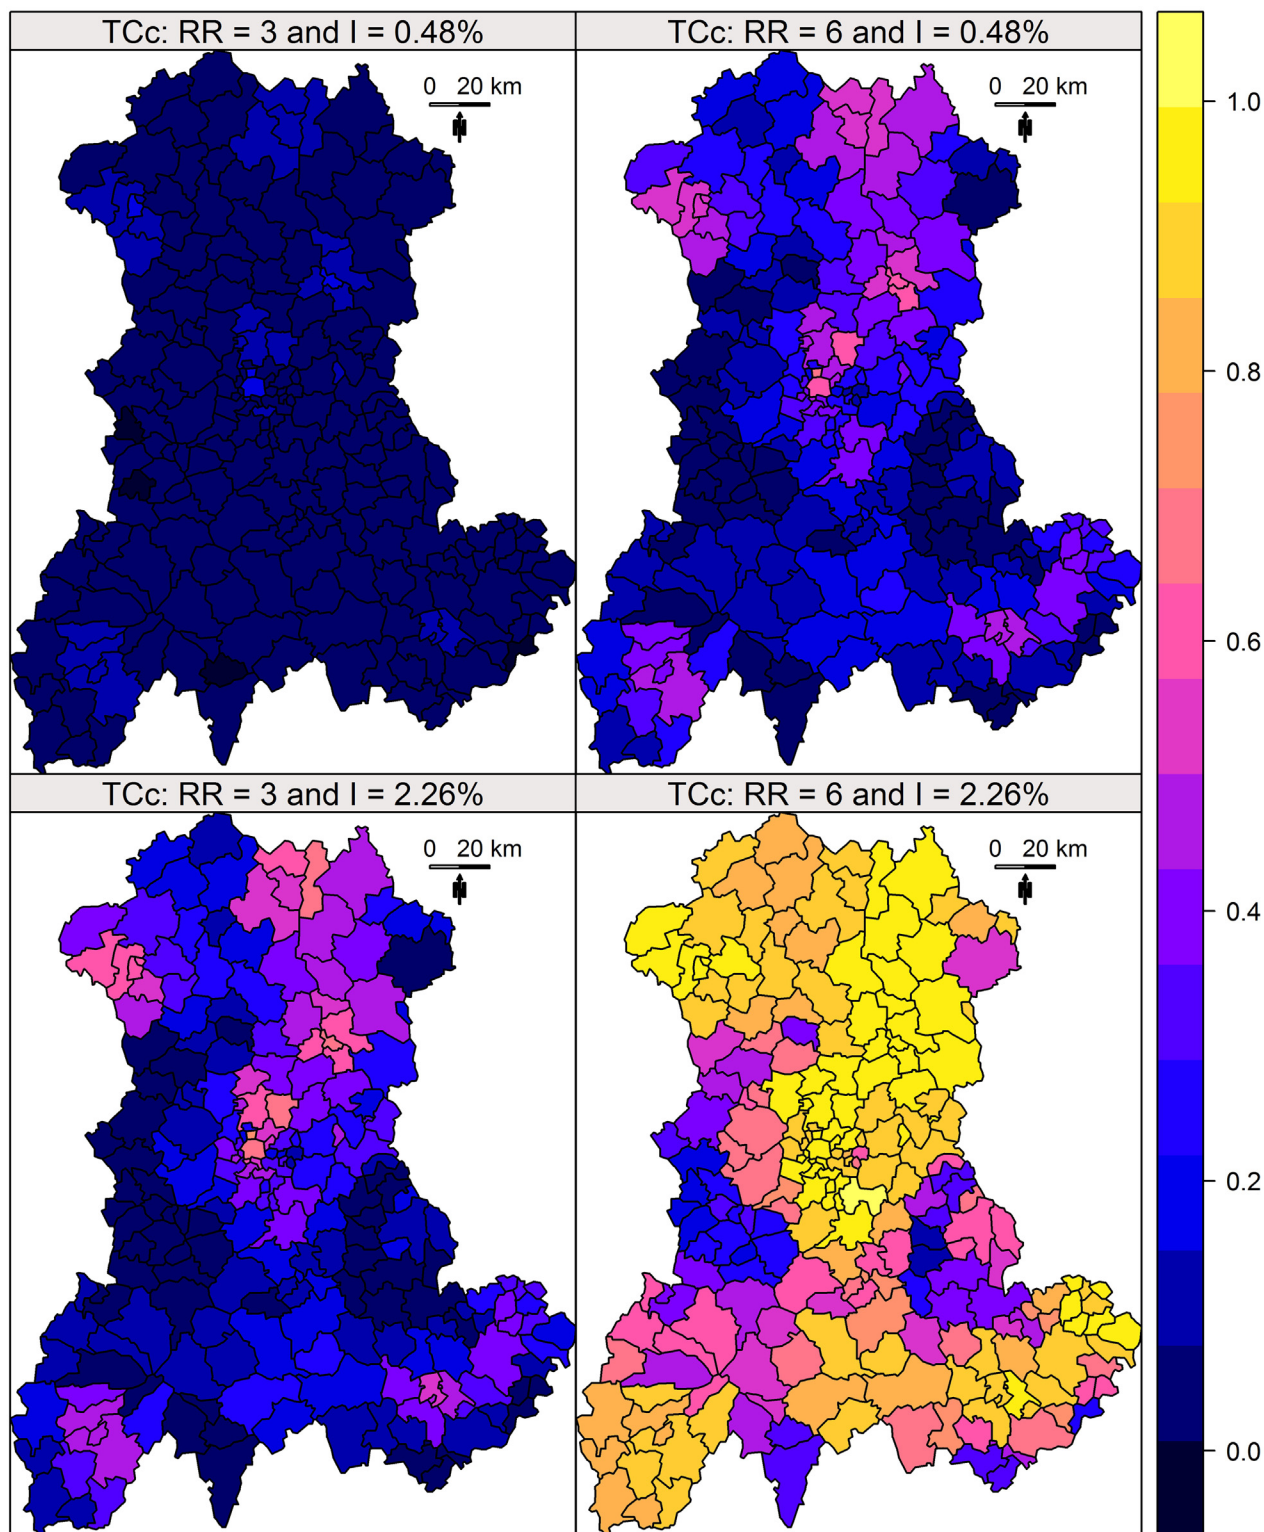 TCc: RR = 3 and I = 0.48%
TCc: RR = 6 and I = 0.48%
0 20 km
N
0 20 km
N
TCc: RR = 3 and I = 2.26%
TCc: RR = 6 and I = 2.26%
0 20 km
N
0 20 km
N
1.0
0.8
0.6
0.4
0.2
0.0